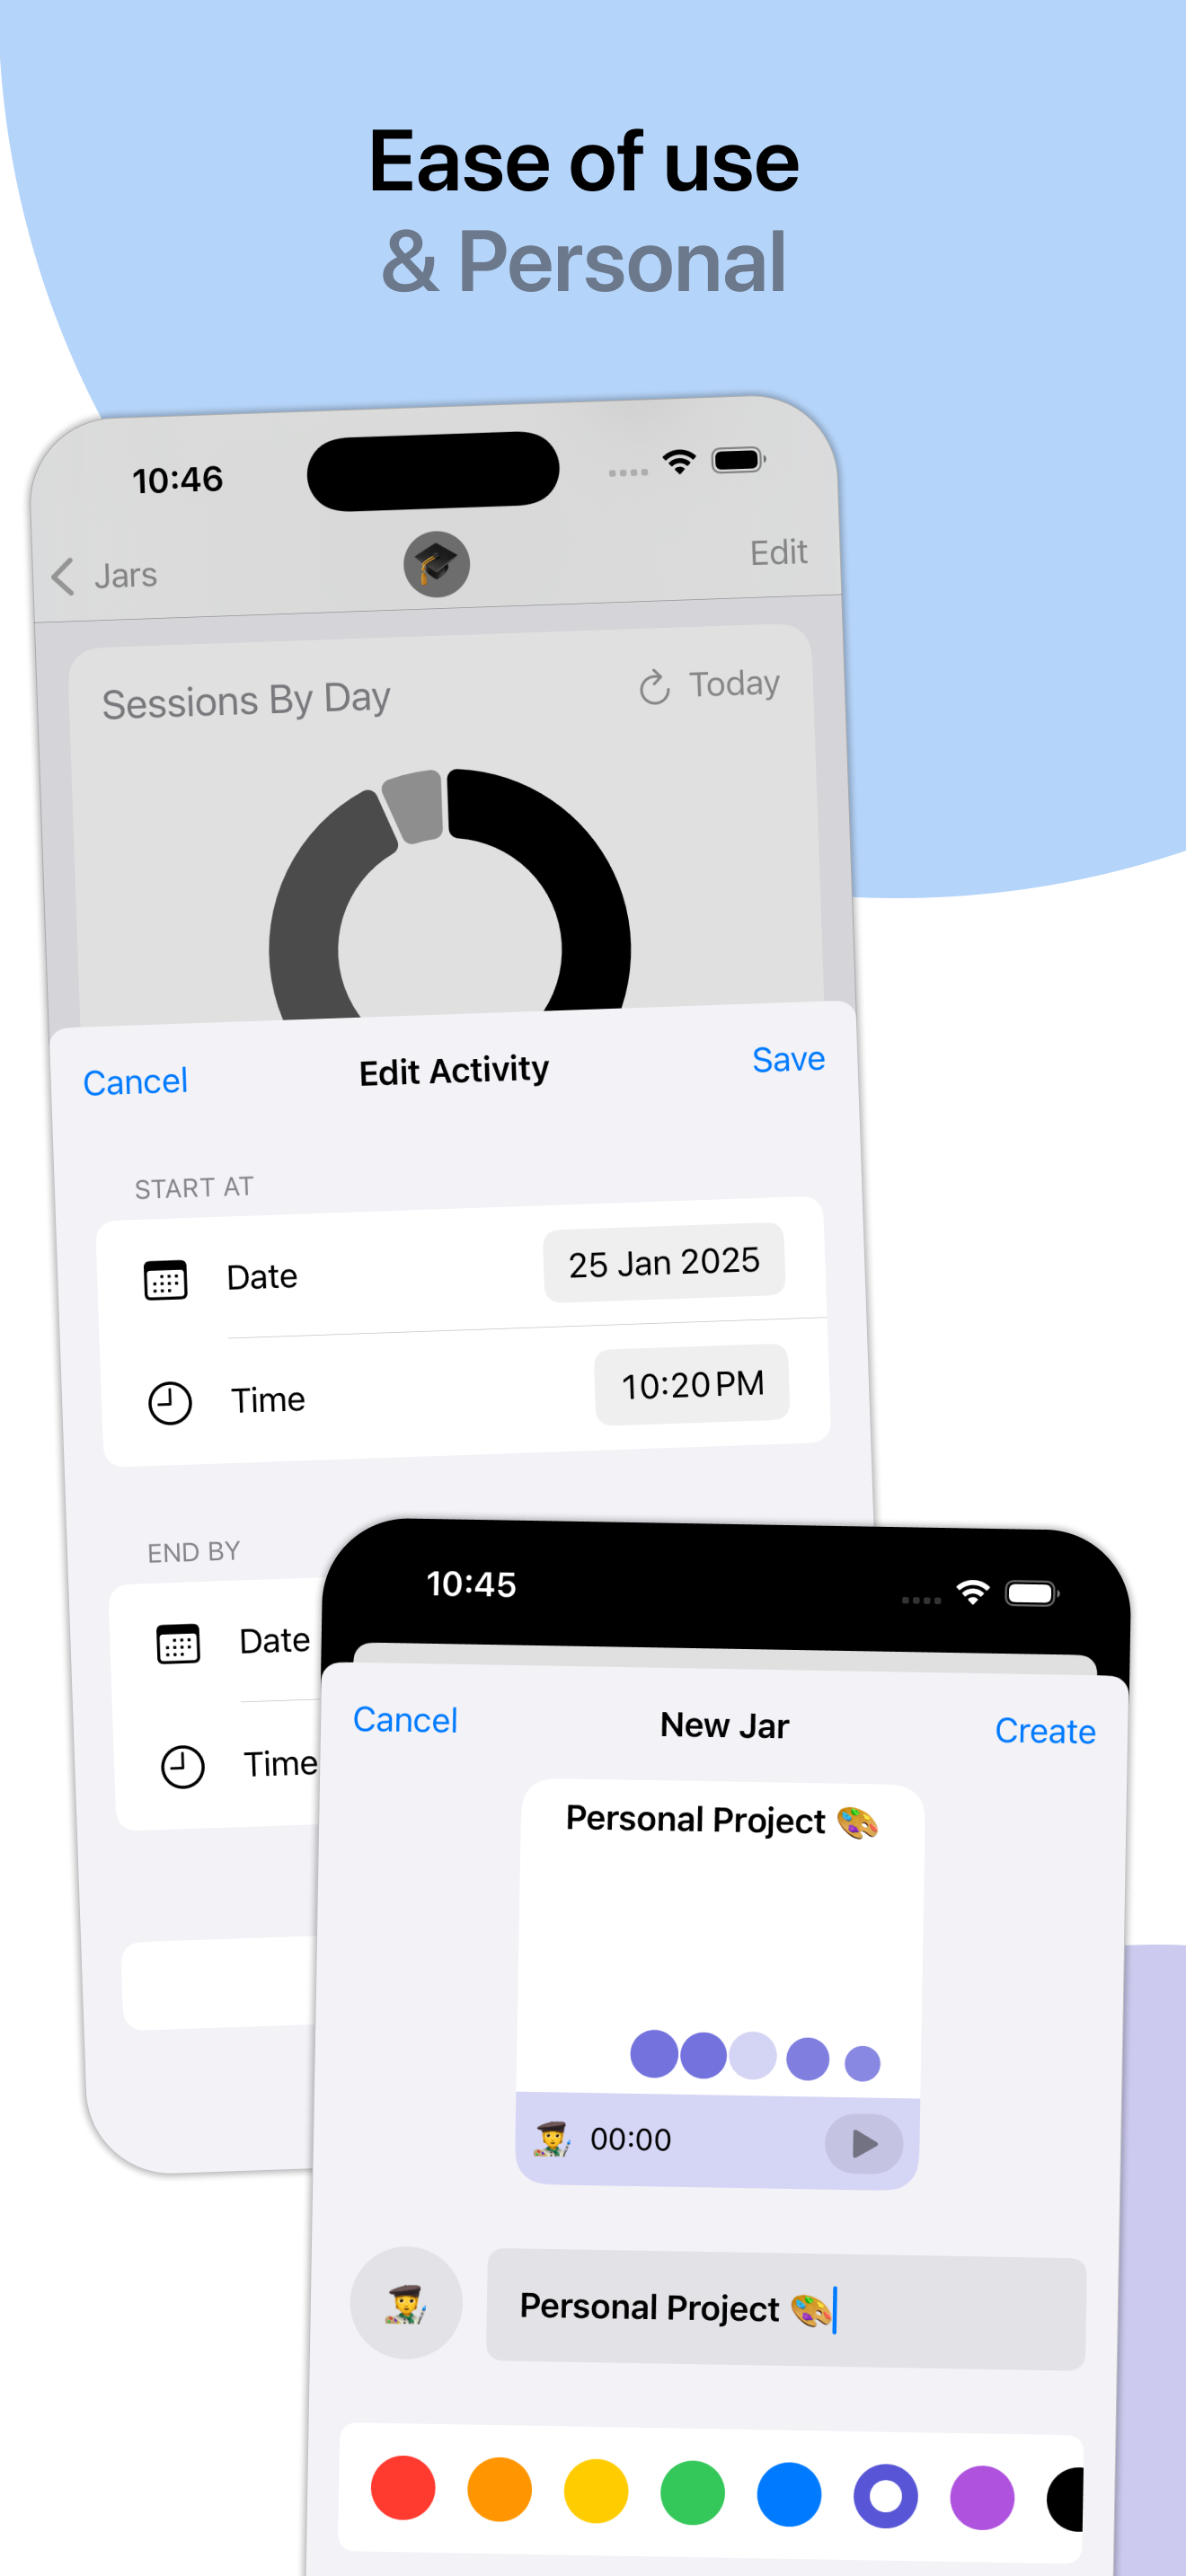 Ease of use
& Personal
10:46
Jars
Edit
Sessions By Day
Today
Cancel
Edit Activity
Save
START AT
Date
25 Jan 2025
Time
10:20 PM
END BY
Date
Time
10:45
Cancel
New Jar
Create
Personal Project 🎨
00:00
Personal Project 🎨